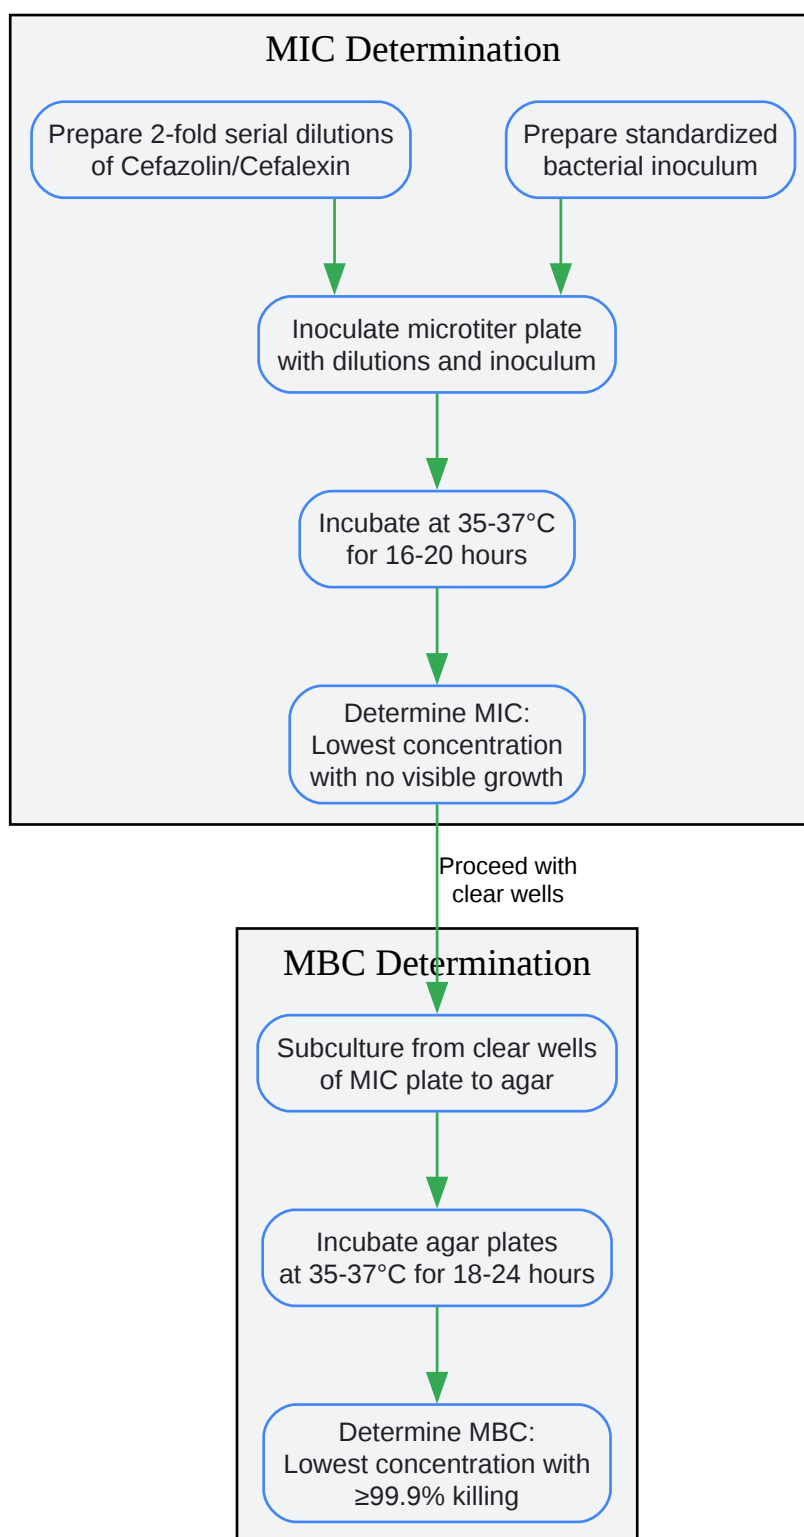 MIC Determination
Prepare 2-fold serial dilutions
of Cefazolin/Cefalexin
Prepare standardized
bacterial inoculum
Inoculate microtiter plate
with dilutions and inoculum
Incubate at 35-37°C
for 16-20 hours
Determine MIC:
Lowest concentration
with no visible growth
Proceed with
clear wells
MBC Determination
Subculture from clear wells
of MIC plate to agar
Incubate agar plates
at 35-37°C for 18-24 hours
Determine MBC:
Lowest concentration with
≥99.9% killing